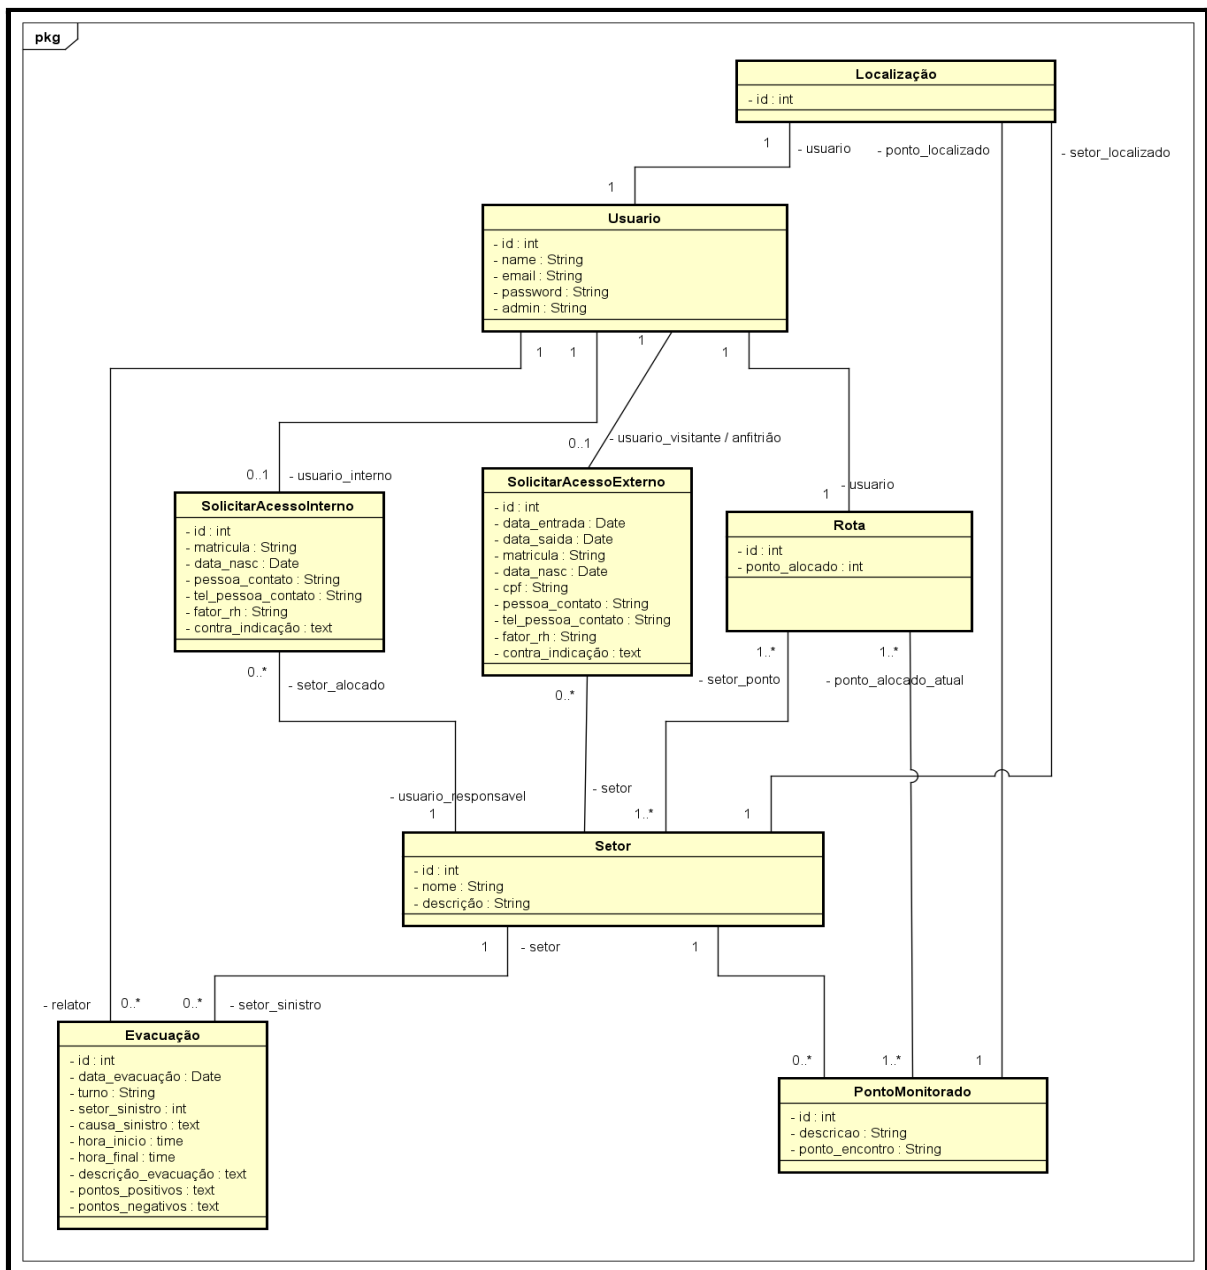 pkg
Localização
- id : int
1
- usuario
- ponto_localizado
- setor_localizado
1
Usuario
- id : int
- name : String
- email : String
- password : String
- admin : String
1
1
1
1
0..1
- usuario_interno
0..1
- usuario_visitante / anfitrião
1
- usuario
SolicitarAcessoInterno
- id : int
- matricula : String
- data_nasc : Date
- pessoa_contato : String
- tel_pessoa_contato : String
- fator_rh : String
- contra_indicação : text
SolicitarAcessoExterno
- id : int
- data_entrada : Date
- data_saida : Date
- matricula : String
- data_nasc : Date
- cpf : String
- pessoa_contato : String
- tel_pessoa_contato : String
- fator_rh : String
- contra_indicação : text
Rota
- id : int
- ponto_alocado : int
0..*
- setor_alocado
0..*
1..*
- setor_ponto
1..*
- ponto_alocado_atual
- usuario_responsavel
1
- setor
1..*
1
Setor
- id : int
- nome : String
- descrição : String
1
- setor
1
- relator
0..*
0..*
- setor_sinistro
Evacuação
- id : int
- data_evacuação : Date
- turno : String
- setor_sinistro : int
- causa_sinistro : text
- hora_inicio : time
- hora_final : time
- descrição_evacuação : text
- pontos_positivos : text
- pontos_negativos : text
0..*
1..*
1
PontoMonitorado
- id : int
- descricao : String
- ponto_encontro : String